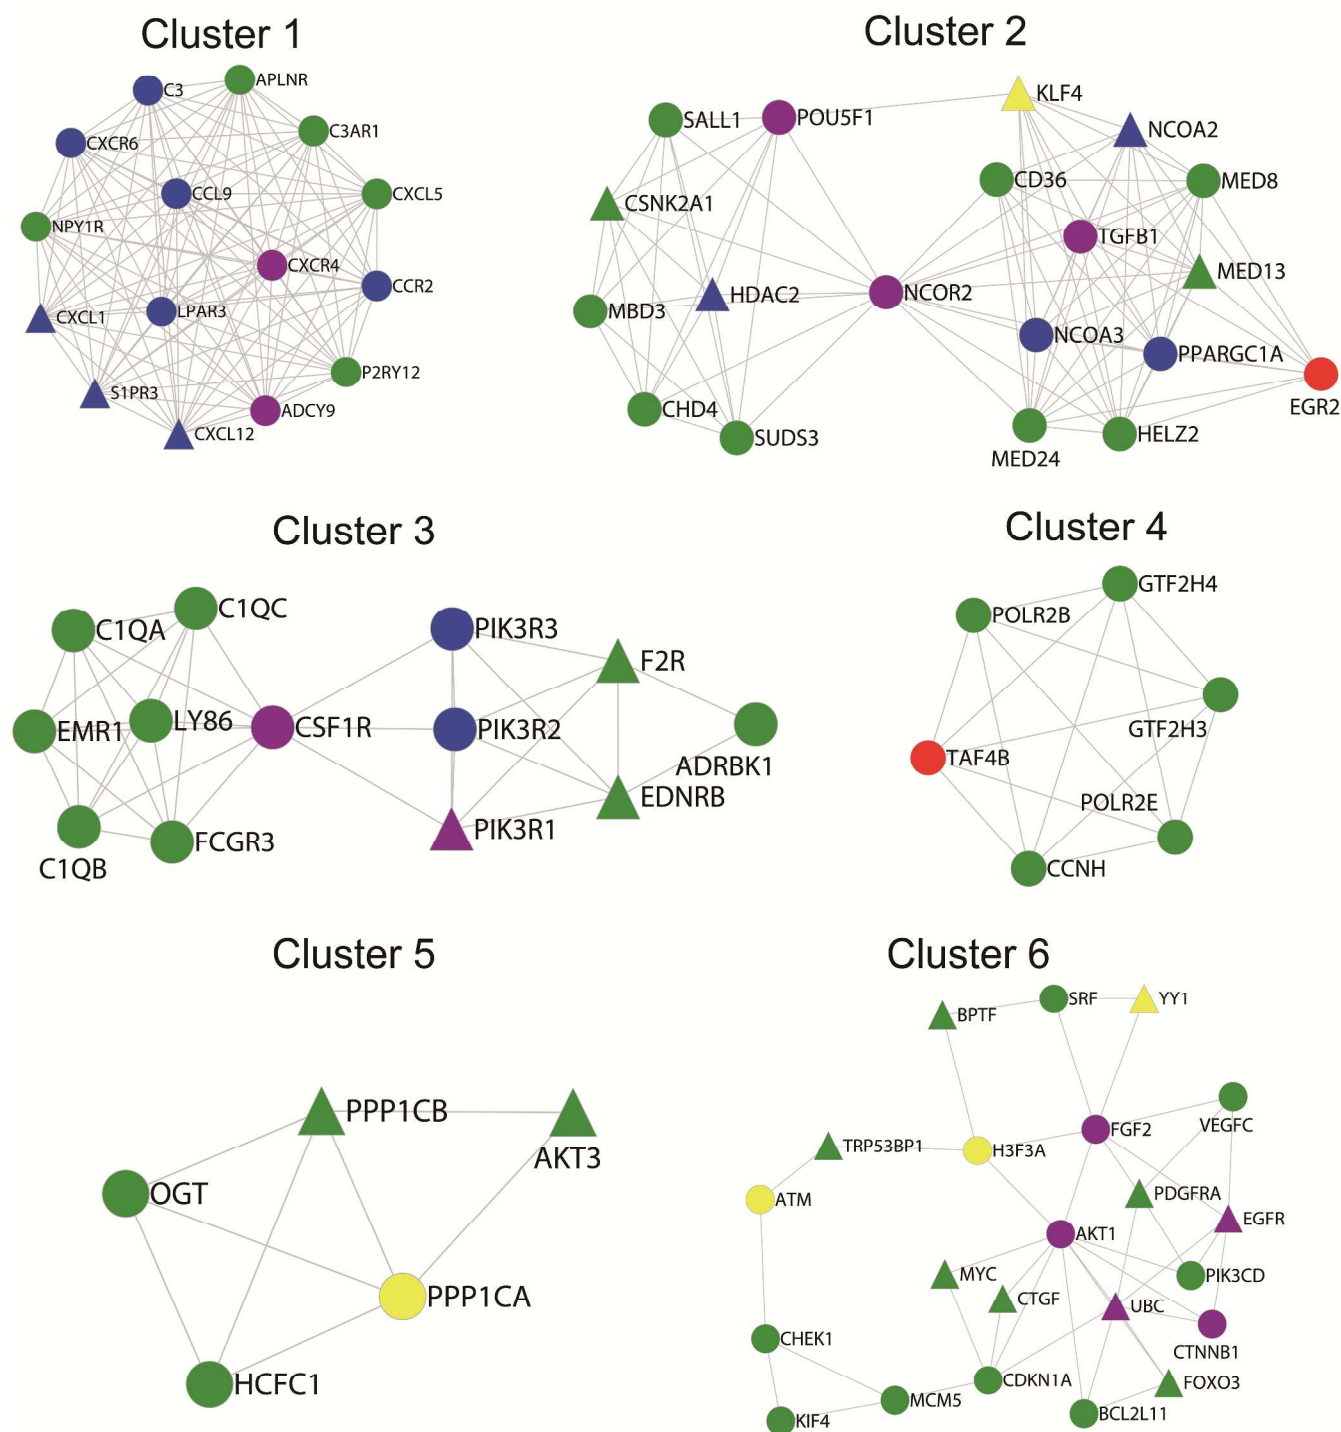 Cluster 1
C3
APLNR
C3AR1
CXCR6
CCL9
CXCL5
NPY1R
CXCR4
CCR2
CXCL1
LPAR3
P2RY12
S1PR3
ADCY9
CXCL12
Cluster 2
KLF4
SALL1
POU5F1
NCOA2
CD36
MED8
CSNK2A1
TGFB1
MED13
HDAC2
NCOR2
MBD3
NCOA3
PPARGC1A
EGR2
CHD4
SUDS3
HELZ2
MED24
Cluster 3
C1QC
C1QA
PIK3R3
F2R
EMR1
LY86
CSF1R
PIK3R2
ADRBK1
EDNRB
PIK3R1
FCGR3
C1QB
Cluster 4
GTF2H4
POLR2B
GTF2H3
TAF4B
POLR2E
CCNH
Cluster 5
PPP1CB
AKT3
OGT
PPP1CA
HCFC1
Cluster 6
SRF
YY1
BPTF
VEGFC
FGF2
TRP53BP1
H3F3A
PDGFRA
ATM
EGFR
AKT1
MYC
PIK3CD
CTGF
UBC
CHEK1
CTNNB1
CDKN1A
FOXO3
MCM5
BCL2L11
KIF4